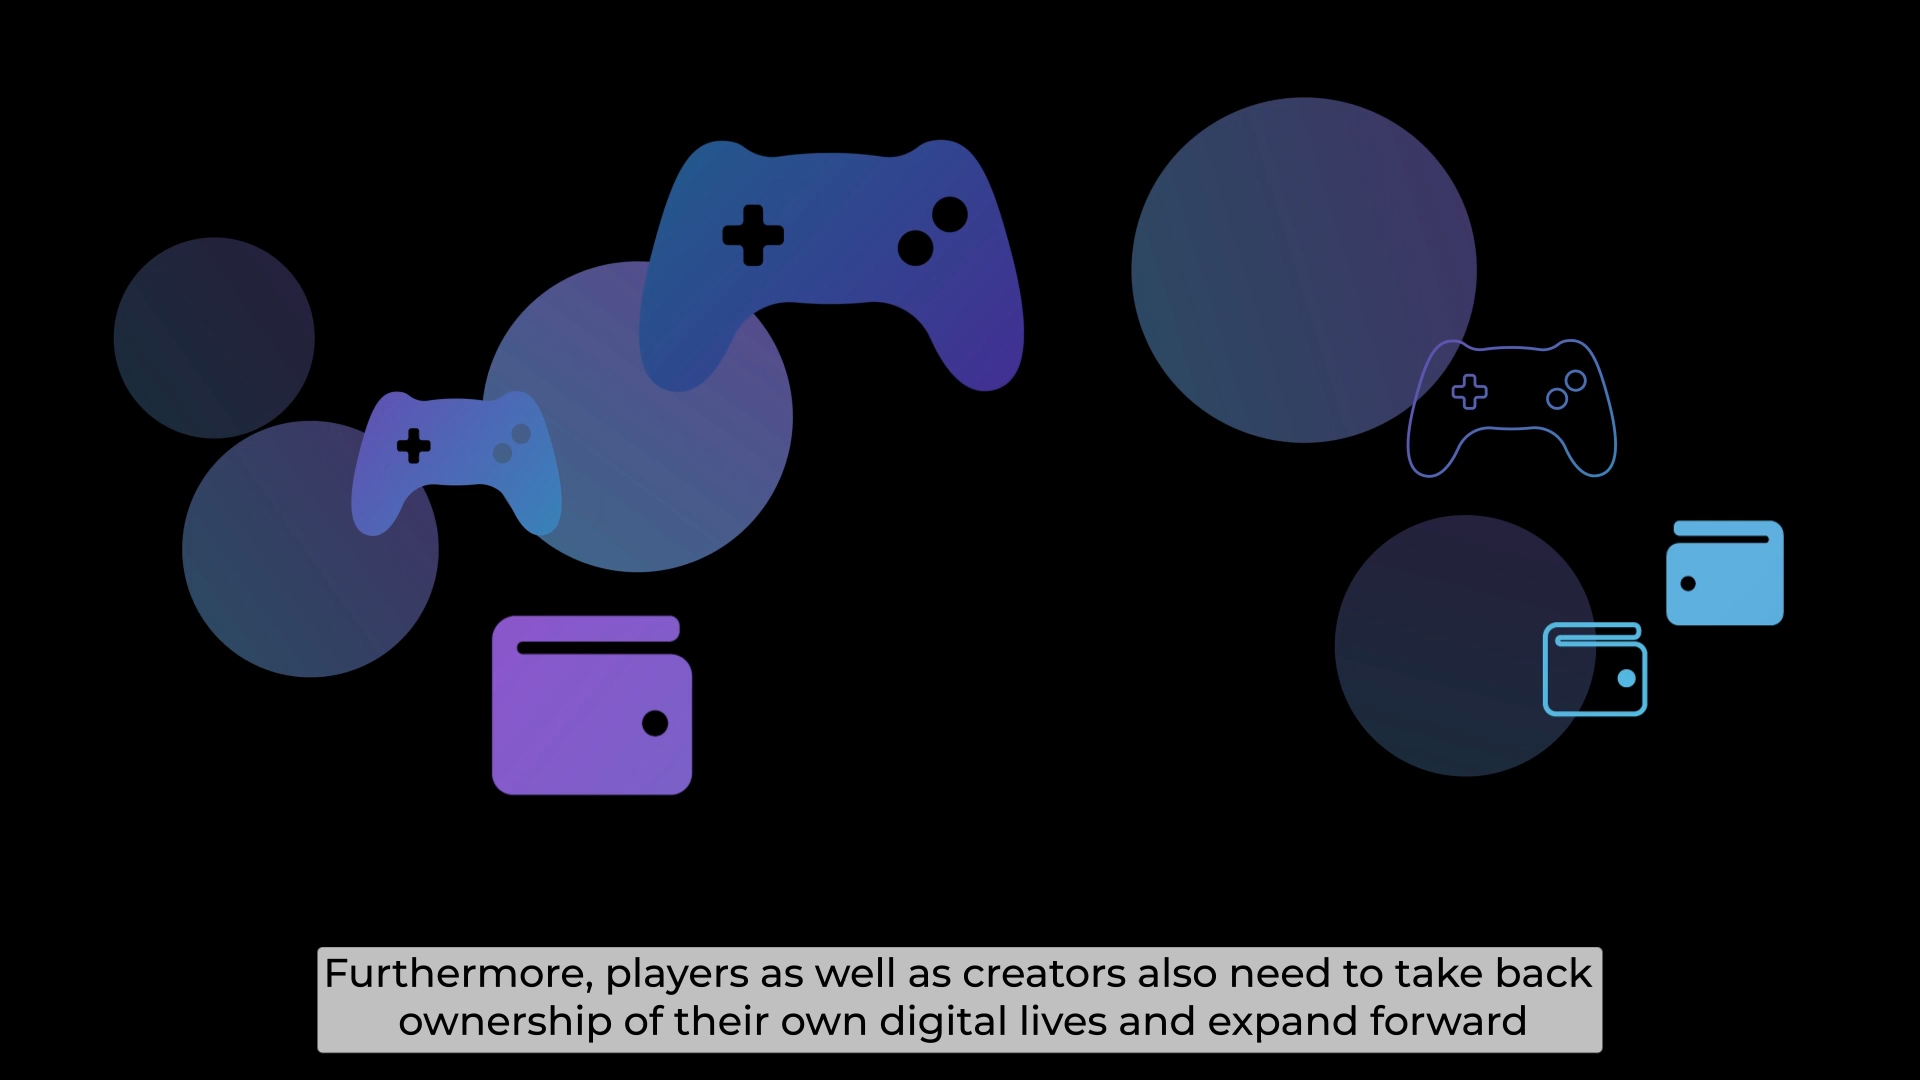 Furthermore, players as well as creators also need to take back
ownership of their own digital lives and expand forward